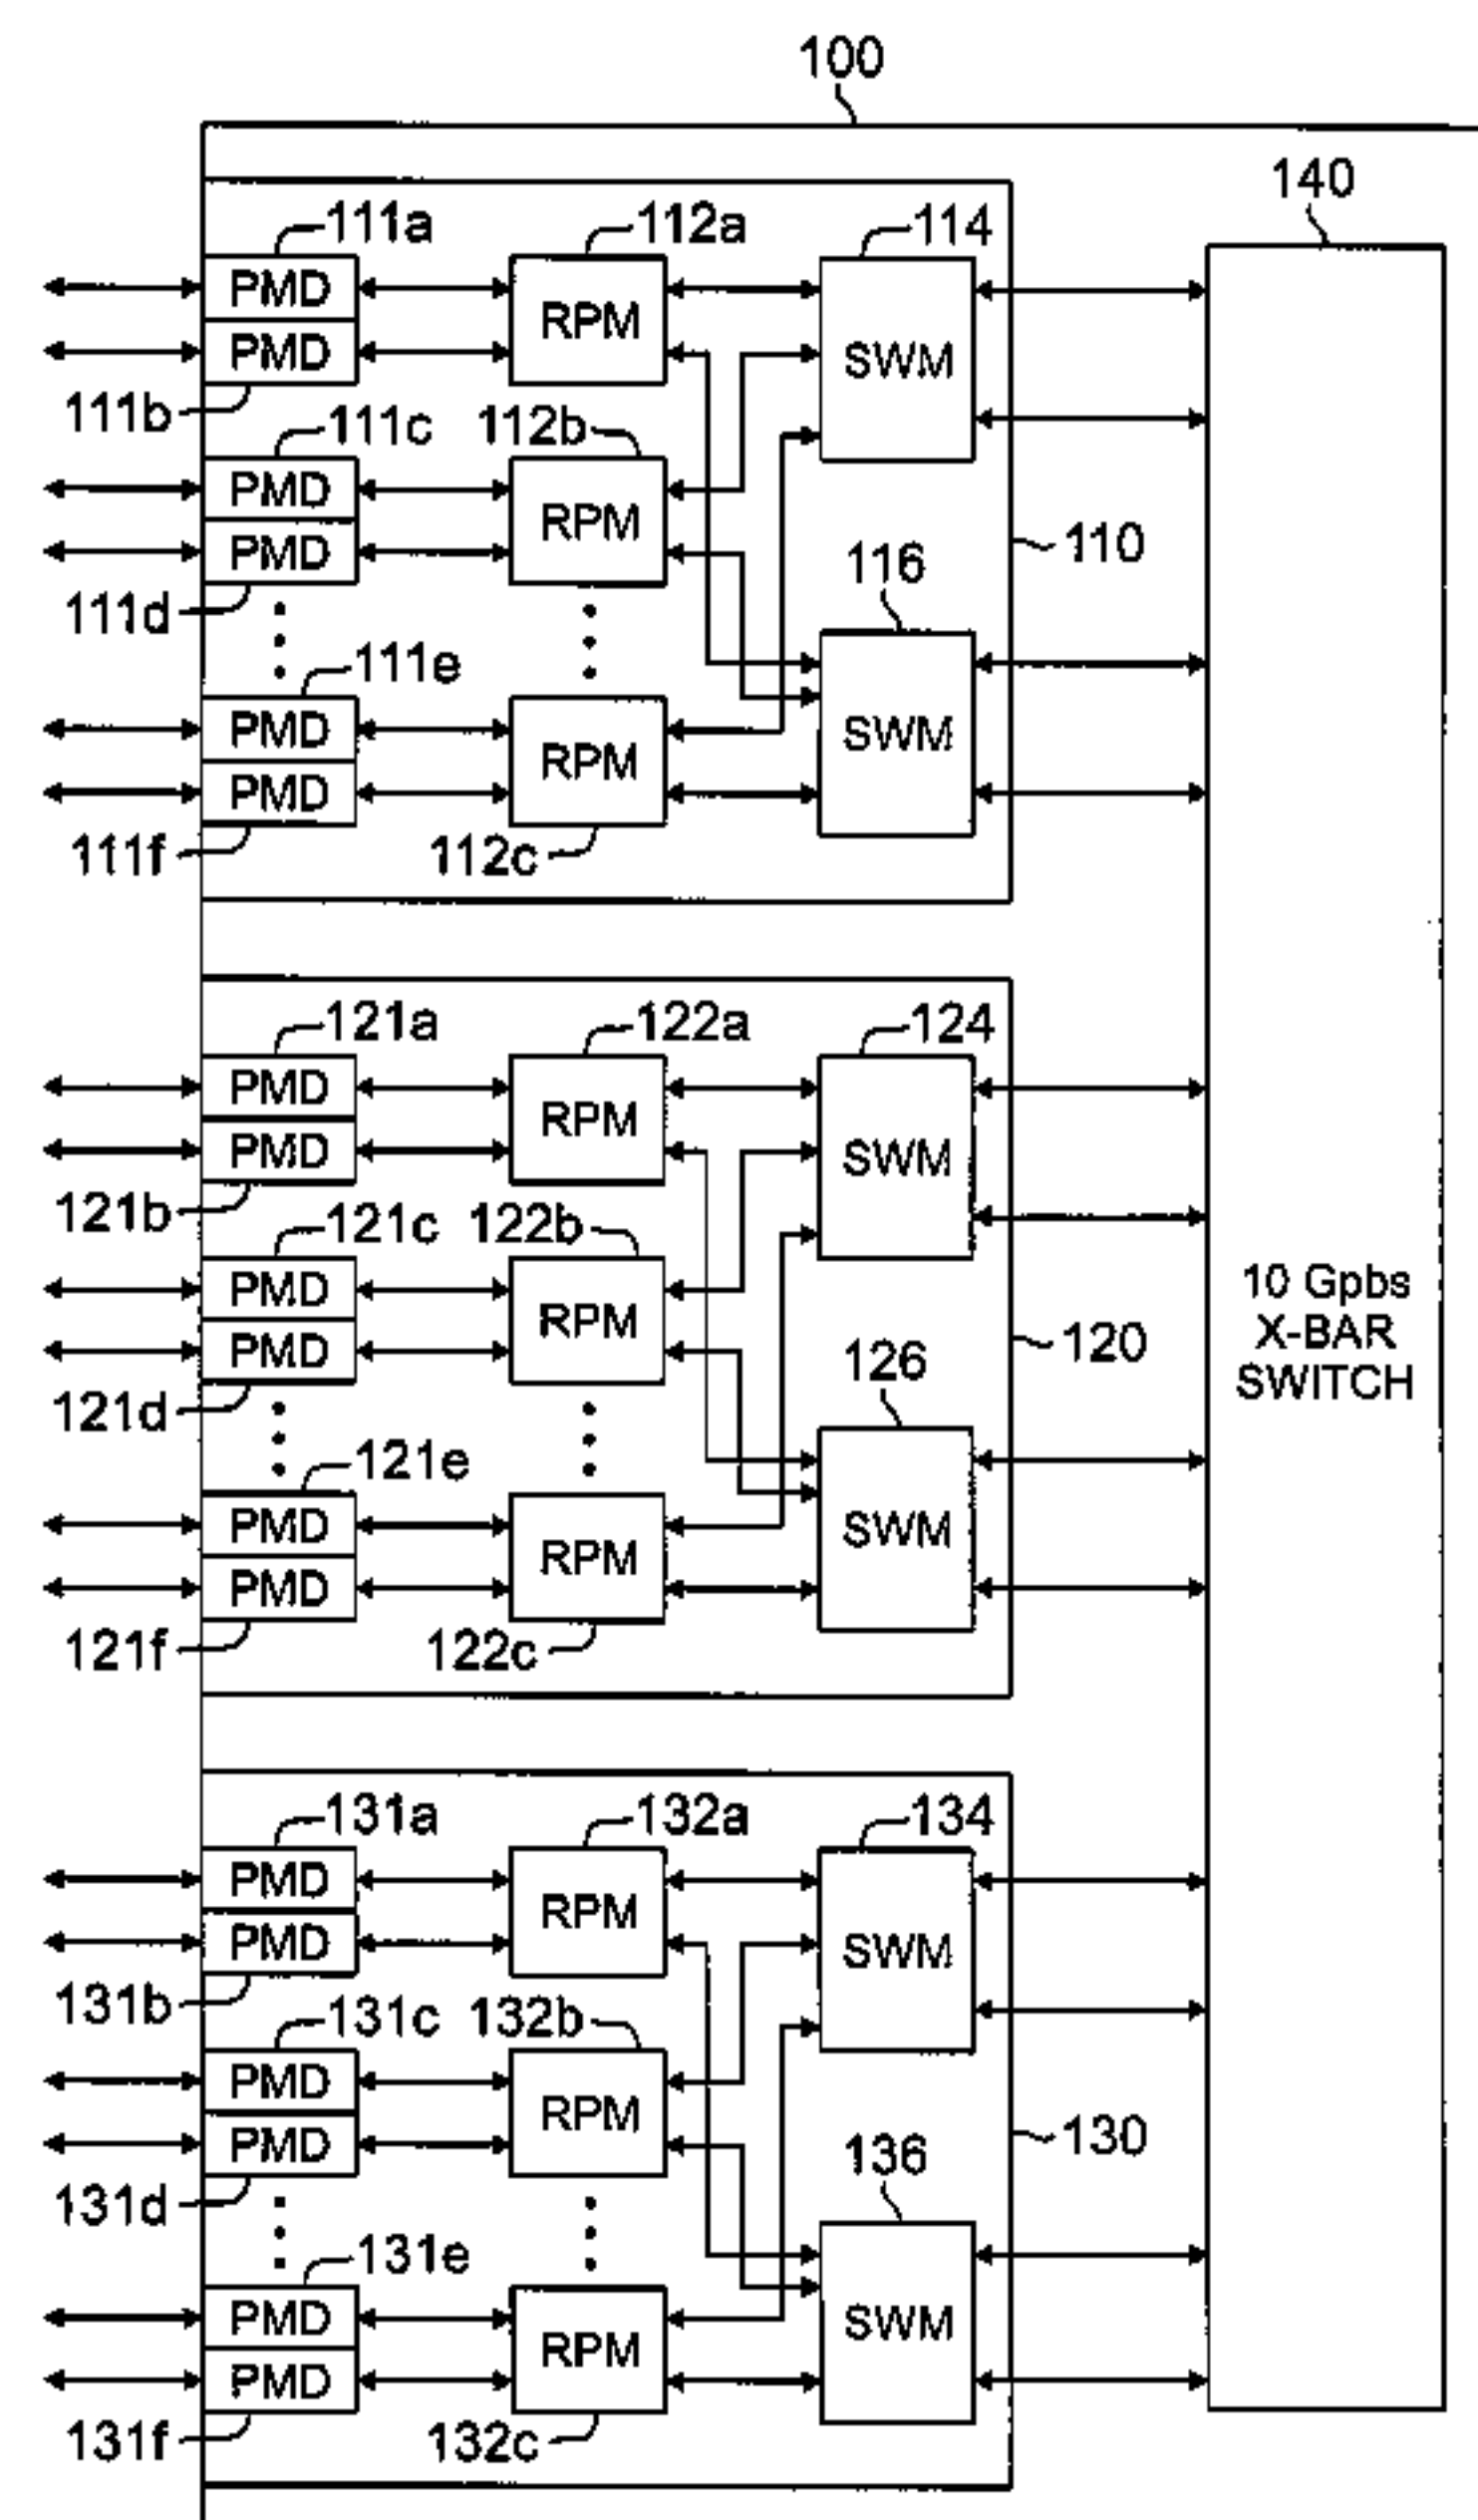 100
140
111a 112a 114
PMD
RPM
PMD
SWM
111b
111c 112b
PMD
RPM
PMD
110
116
111d
111e
PMD
SWM
RPM
PMD
111f 112c
121a 122a 124
PMD
RPM
PMD
SWM
121b
121c 122b
PMD
RPM
PMD
10 Gpbs
X-BAR
SWITCH
120
126
121d
121e
PMD
SWM
RPM
PMD
121f 122c
131a 132a 134
PMD
RPM
PMD
SWM
131b
131c 132b
PMD
RPM
PMD
130
136
131d
131e
PMD
SWM
RPM
PMD
131f 132c